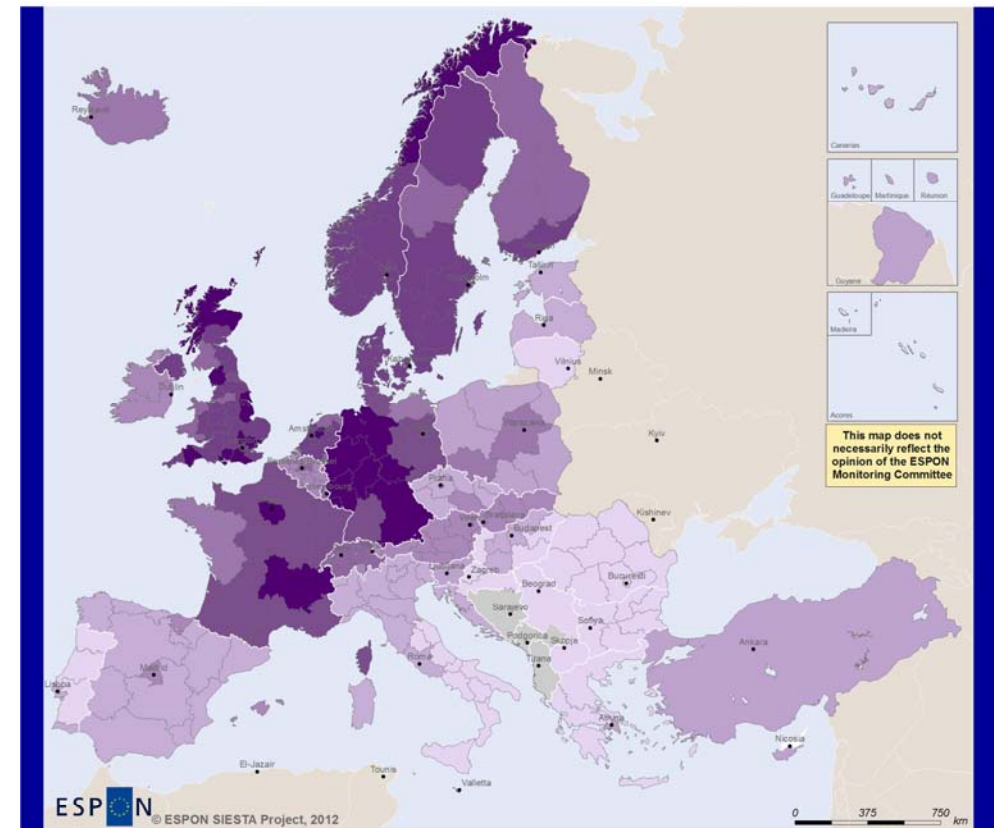 Reykjavik
Canarias
Guadeloupe
Martinique
Réunion
Guyane
Madeira
Acores
This map does not
necessarily reflect the
opinion of the ESPON
Monitoring Committee
Tallinn
Riga
Vilnius
Minsk
Dublin
Warszawa
Kyiv
Praha
Kishinev
Bratislava
Budapest
Ljubljana
Zagreb
Beograd
Bucuresti
Sarajevo
Sofiya
Podgorica
Skopje
Ankara
Madrid
Roma
Tirana
Lisboa
Athina
Nicosia
El-Jazair
Tounis
Valletta
ESPON
© ESPON SIESTA Project, 2012
0 375 750
km